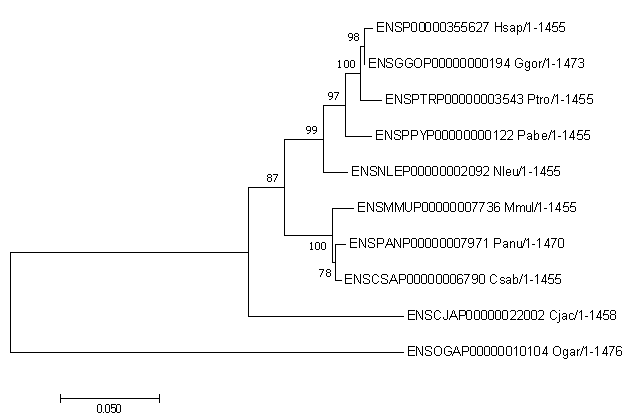 ENSP00000355627 Hsap/1-1455
98
ENSGGOP00000000194 Ggor/1-1473
100
ENSPTRP00000003543 Ptro/1-1455
97
ENSPPYP00000000122 Pabe/1-1455
99
ENSNLEP00000002092 Nleu/1-1455
87
ENSMMUP00000007736 Mmul/1-1455
100
ENSPANP00000007971 Panu/1-1470
78
ENSCSAP00000006790 Csab/1-1455
ENSCJAP00000022002 Cjac/1-1458
ENSOGAP00000010104 Ogar/1-1476
0.050